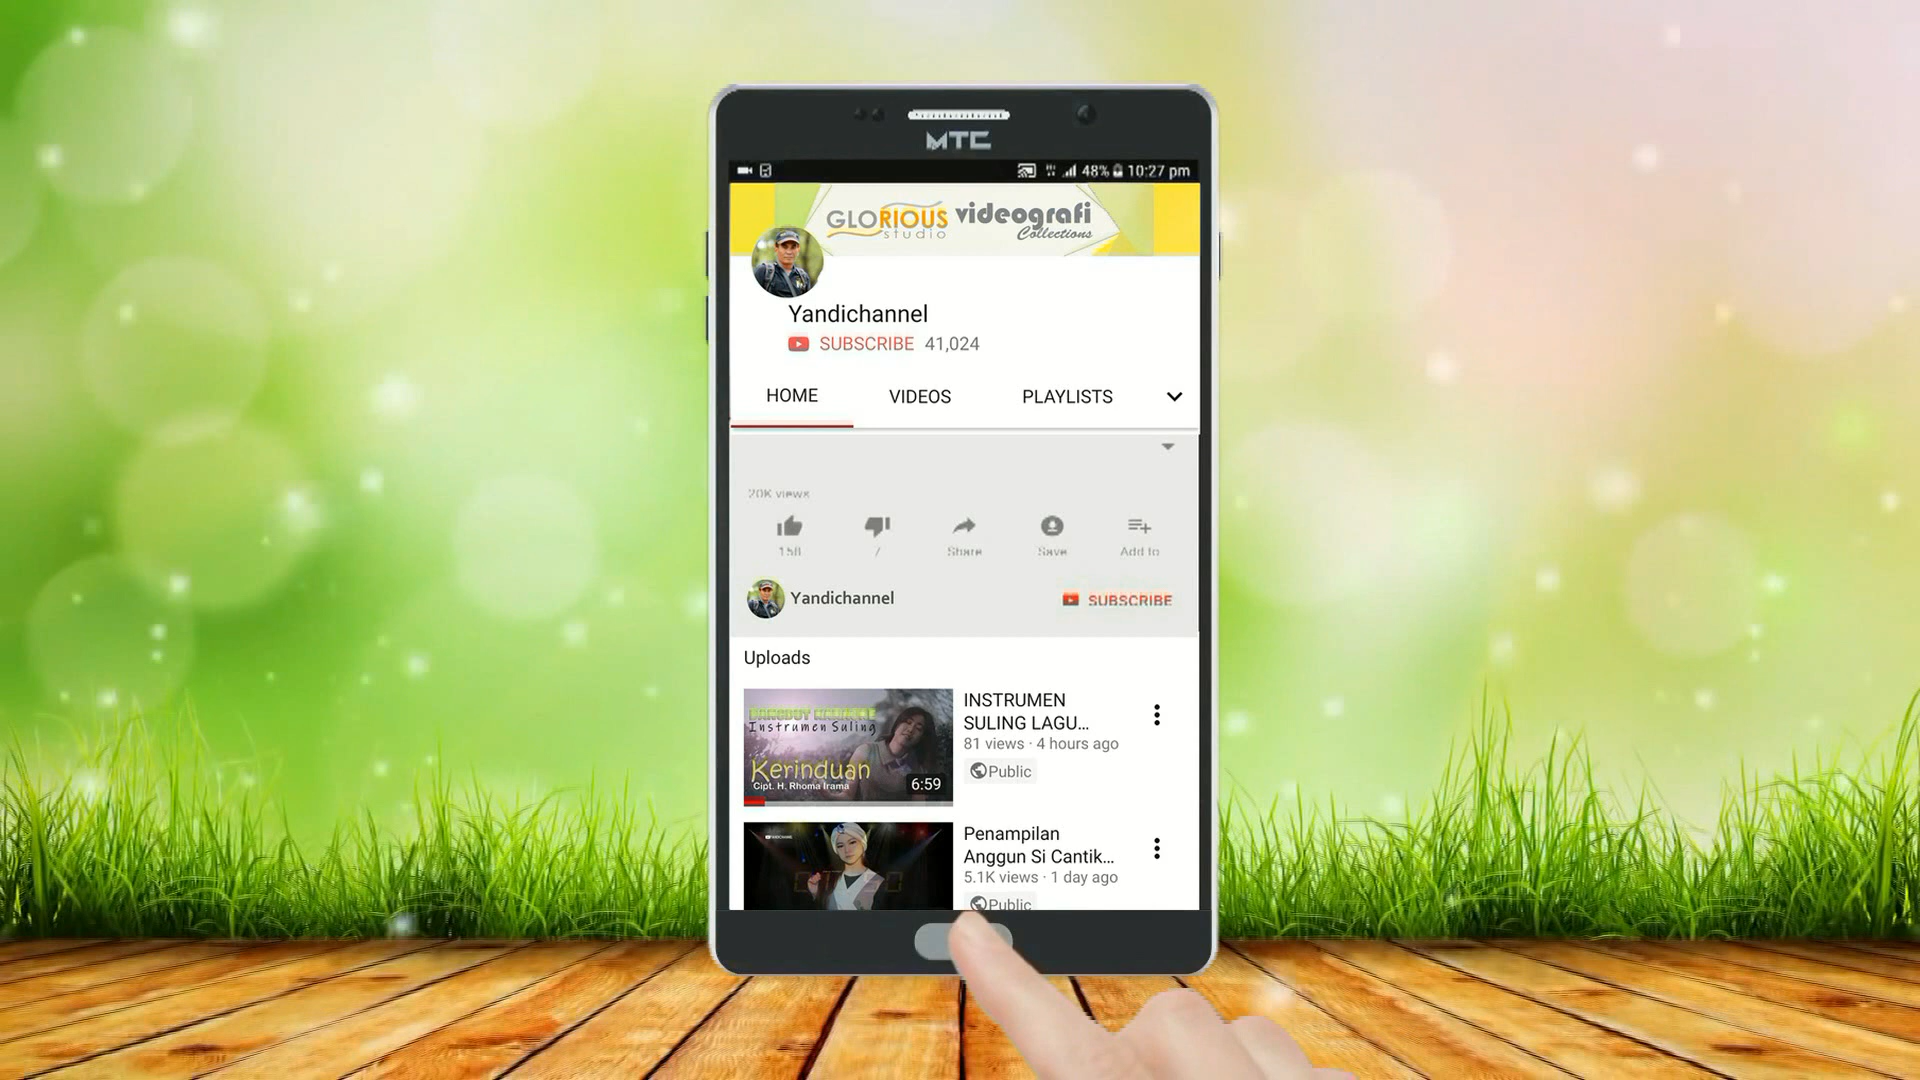 MTC
48% 10:27 pm
GLORIOUS
studio
videografi
Collections
Yandichannel
SUBSCRIBE 41,024
HOME VIDEOS PLAYLISTS
20K views
158 7 Share Save Add to
Yandichannel SUBSCRIBE
Uploads
Instrumen Suling
Kerinduan
Cipt. H. Rhoma Irama
6:59
INSTRUMEN
SULING LAGU...
81 views · 4 hours ago
Public
Penampilan
Anggun Si Cantik...
5.1K views · 1 day ago
Public